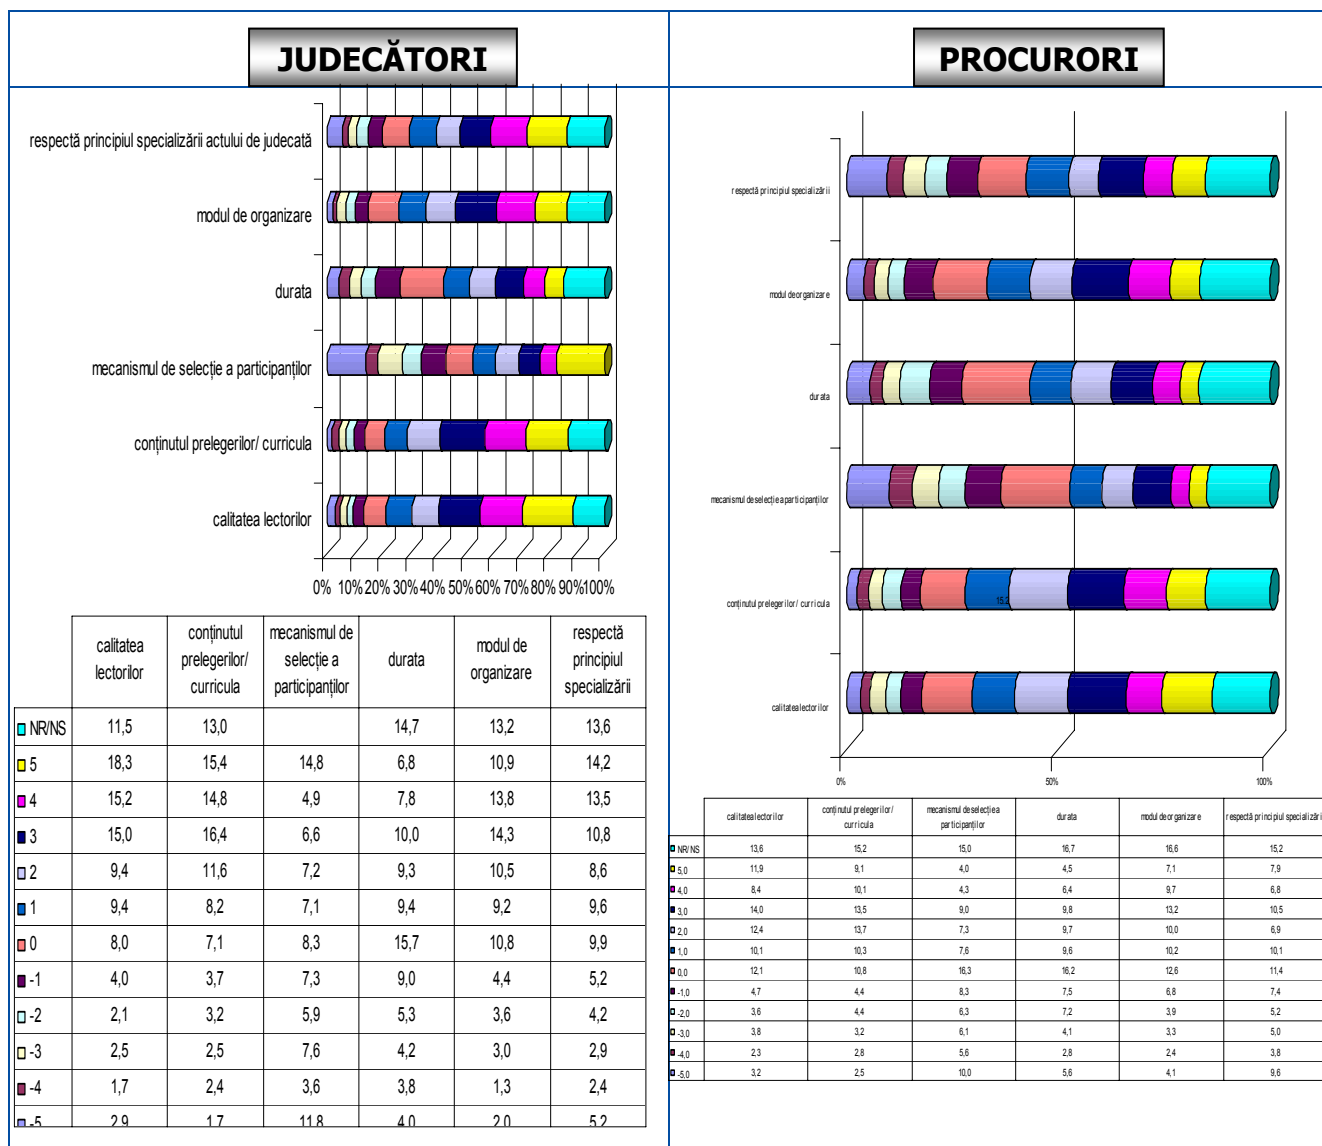 JUDECĂTORI
respectă principiul specializării actului de judecată
modul de organizare
durata
mecanismul de selecție a participanților
conținutul prelegerilor/ curricula
calitatea lectorilor
0% 10% 20% 30% 40% 50% 60% 70% 80% 90% 100%
calitatea lectorilor conținutul prelegerilor/ curricula mecanismul de selecție a participanților durata modul de organizare respectă principiul specializării
NR/NS 11,5 13,0 14,7 13,2 13,6
5 18,3 15,4 14,8 6,8 10,9 14,2
4 15,2 14,8 4,9 7,8 13,8 13,5
3 15,0 16,4 6,6 10,0 14,3 10,8
2 9,4 11,6 7,2 9,3 10,5 8,6
1 9,4 8,2 7,1 9,4 9,2 9,6
0 8,0 7,1 8,3 15,7 10,8 9,9
-1 4,0 3,7 7,3 9,0 4,4 5,2
-2 2,1 3,2 5,9 5,3 3,6 4,2
-3 2,5 2,5 7,6 4,2 3,0 2,9
-4 1,7 2,4 3,6 3,8 1,3 2,4
-5 2,9 1,7 11,8 4,0 2,0 5,2
PROCURORI
respectă principiul specializării
modul de organizare
durata
mecanismul de selecție a participanților
conținutul prelegerilor/ curricula
15,2
calitatea lectorilor
0% 50% 100%
calitatea lectorilor conținutul prelegerilor/ curricula mecanismul de selecție a participanților durata modul de organizare respectă principiul specializării
NR/NS 13,6 15,2 15,0 16,7 16,6 15,2
5,0 11,9 9,1 4,0 4,5 7,1 7,9
4,0 8,4 10,1 4,3 6,4 9,7 6,8
3,0 14,0 13,5 9,0 9,8 13,2 10,5
2,0 12,4 13,7 7,3 9,7 10,0 6,9
1,0 10,1 10,3 7,6 9,6 10,2 10,1
0,0 12,1 10,8 16,3 16,2 12,6 11,4
-1,0 4,7 4,4 8,3 7,5 6,8 7,4
-2,0 3,6 4,4 6,3 7,2 3,9 5,2
-3,0 3,8 3,2 6,1 4,1 3,3 5,0
-4,0 2,3 2,8 5,6 2,8 2,4 3,8
-5,0 3,2 2,5 10,0 5,6 4,1 9,6